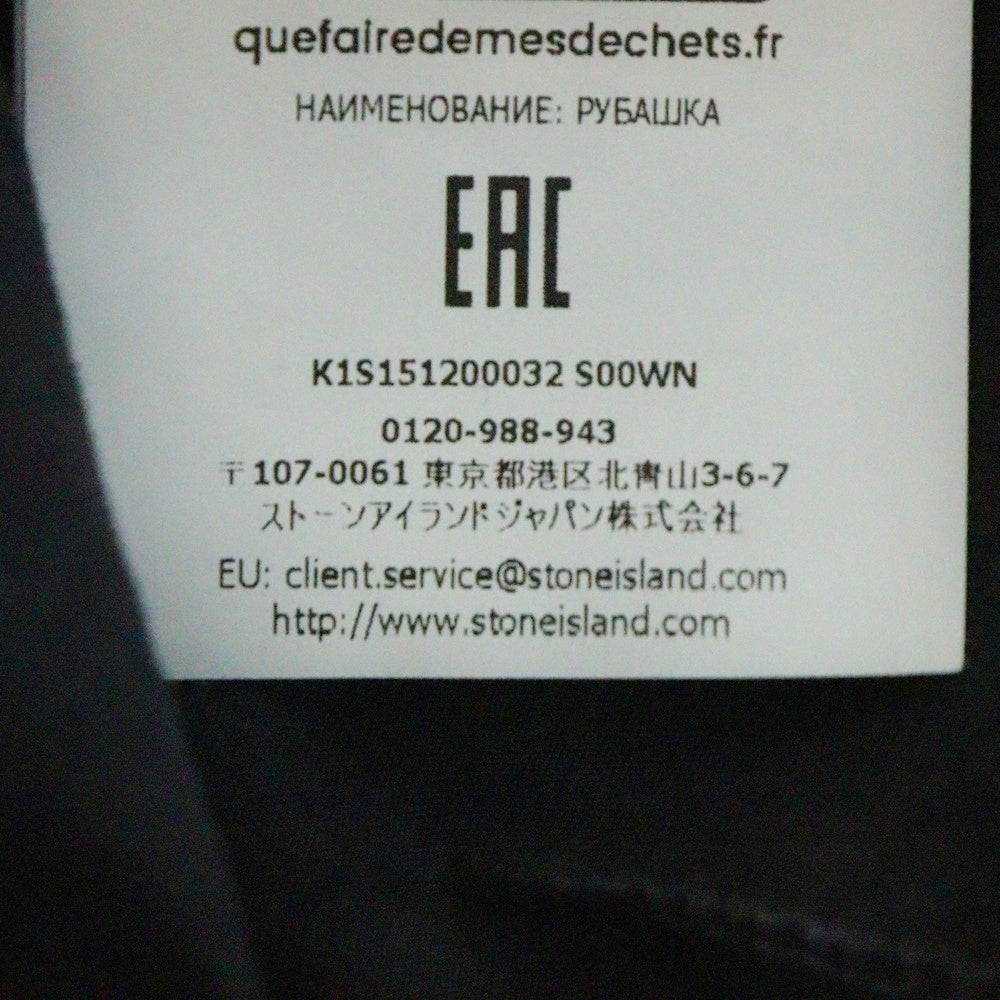 quefairedemesdechets.fr
НАИМЕНОВАНИЕ: РУБАШКА
EAC
K1S151200032 S00WN
0120-988-943
〒107-0061 東京都港区北青山3-6-7
ストーンアイランドジャパン株式会社
EU: client.service@stoneisland.com
http://www.stoneisland.com